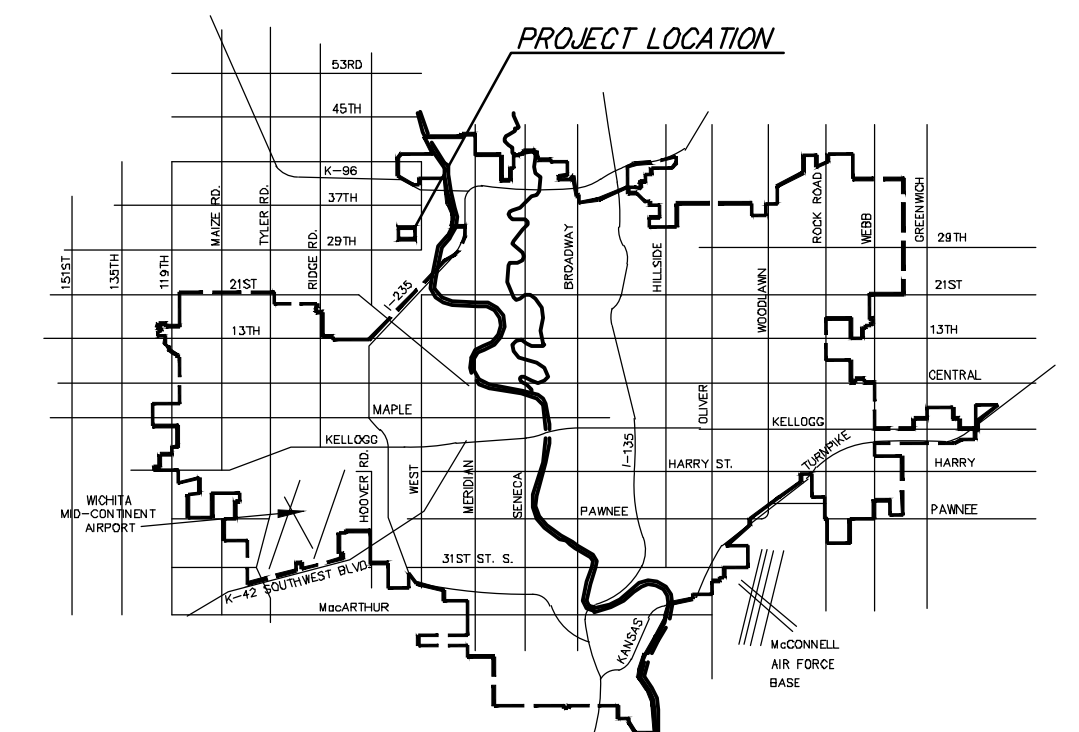 PROJECT LOCATION
53RD
45TH
K-96
37TH
29TH
MAIZE RD.
TYLER RD.
RIDGE RD.
151ST
135TH
119TH
21ST
13TH
I-235
BROADWAY
HILLSIDE
WOODLAWN
ROCK ROAD
WEBB
GREENWICH
29TH
21ST
13TH
CENTRAL
MAPLE
KELLOGG
OLIVER
KELLOGG
TURNPIKE
I-135
HARRY ST.
HARRY
HOOVER RD.
WEST
MERIDIAN
SENECA
PAWNEE
PAWNEE
WICHITA
MID-CONTINENT
AIRPORT
31ST ST. S.
K-42 SOUTHWEST BLVD.
MacARTHUR
KANSAS
McCONNELL
AIR FORCE
BASE